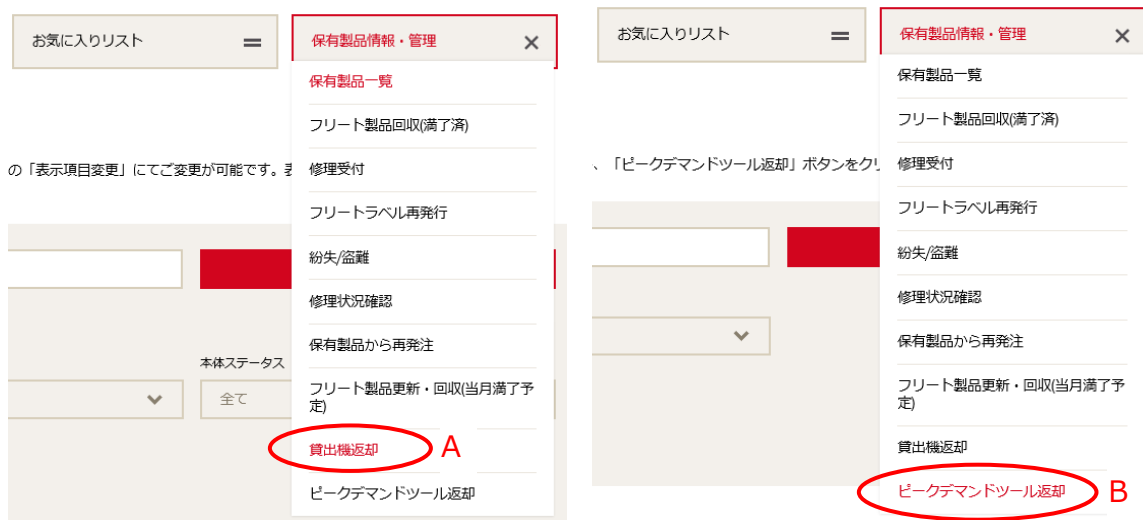 お気に入りリスト
保有製品情報・管理
保有製品一覧
フリート製品回収(満了済)
の「表示項目変更」にてご変更が可能です。表
修理受付
フリートラベル再発行
紛失/盗難
修理状況確認
保有製品から再発注
本体ステータス
全て
フリート製品更新・回収(当月満了予
定)
貸出機返却
A
ピークデマンドツール返却
お気に入りリスト
保有製品情報・管理
保有製品一覧
フリート製品回収(満了済)
、「ピークデマンドツール返却」ボタンをクリ
修理受付
フリートラベル再発行
紛失/盗難
修理状況確認
保有製品から再発注
フリート製品更新・回収(当月満了予
定)
貸出機返却
ピークデマンドツール返却
B